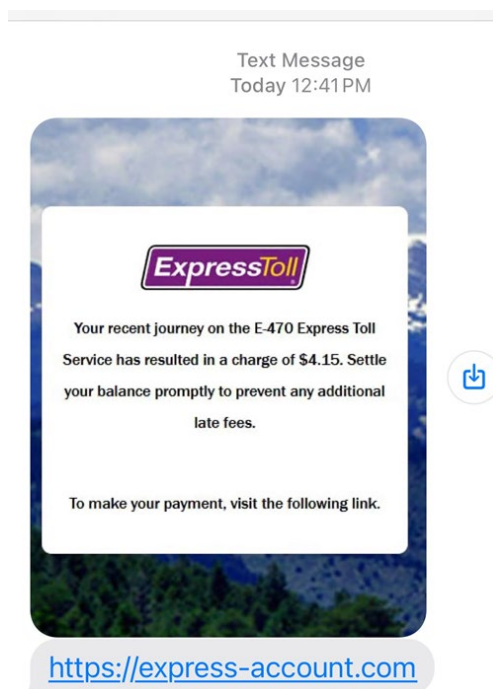 Text Message
Today 12:41 PM
ExpressToll
Your recent journey on the E-470 Express Toll
Service has resulted in a charge of $4.15. Settle
your balance promptly to prevent any additional
late fees.
To make your payment, visit the following link.
https://express-account.com